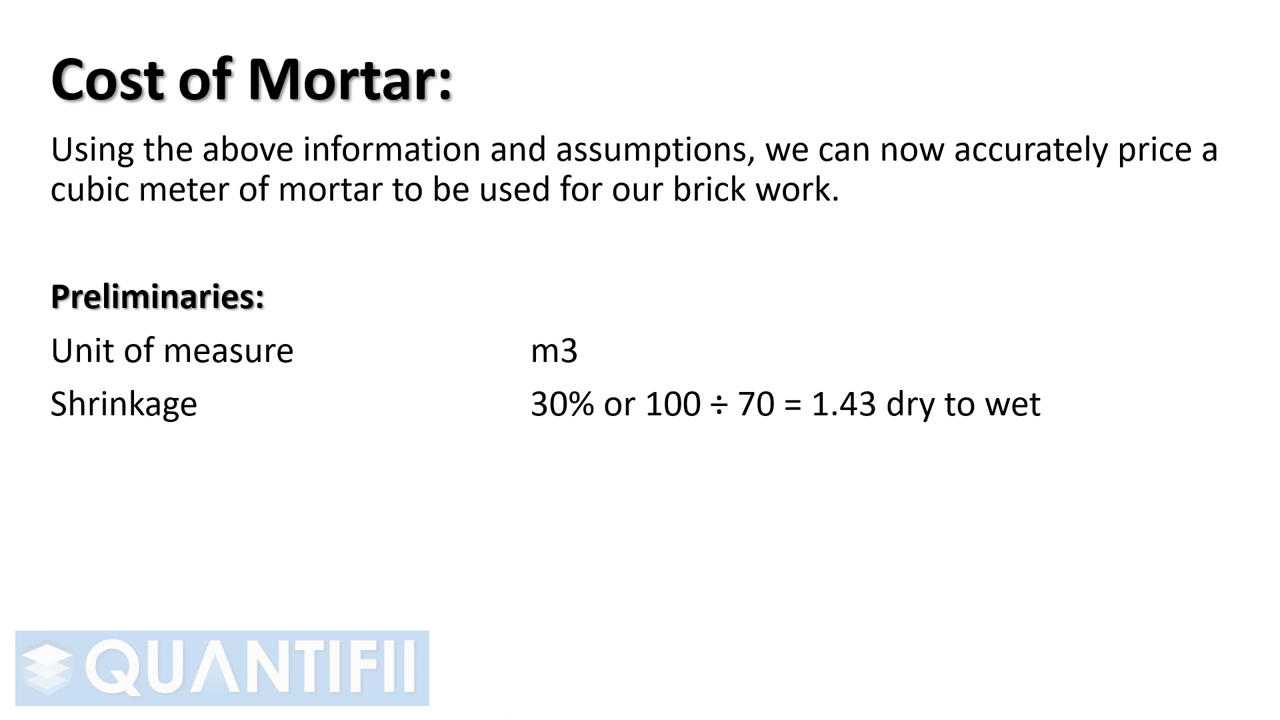 Cost of Mortar:
Using the above information and assumptions, we can now accurately price a
cubic meter of mortar to be used for our brick work.
Preliminaries:
Unit of measure m3
Shrinkage 30% or 100 ÷ 70 = 1.43 dry to wet
QUANTIFII